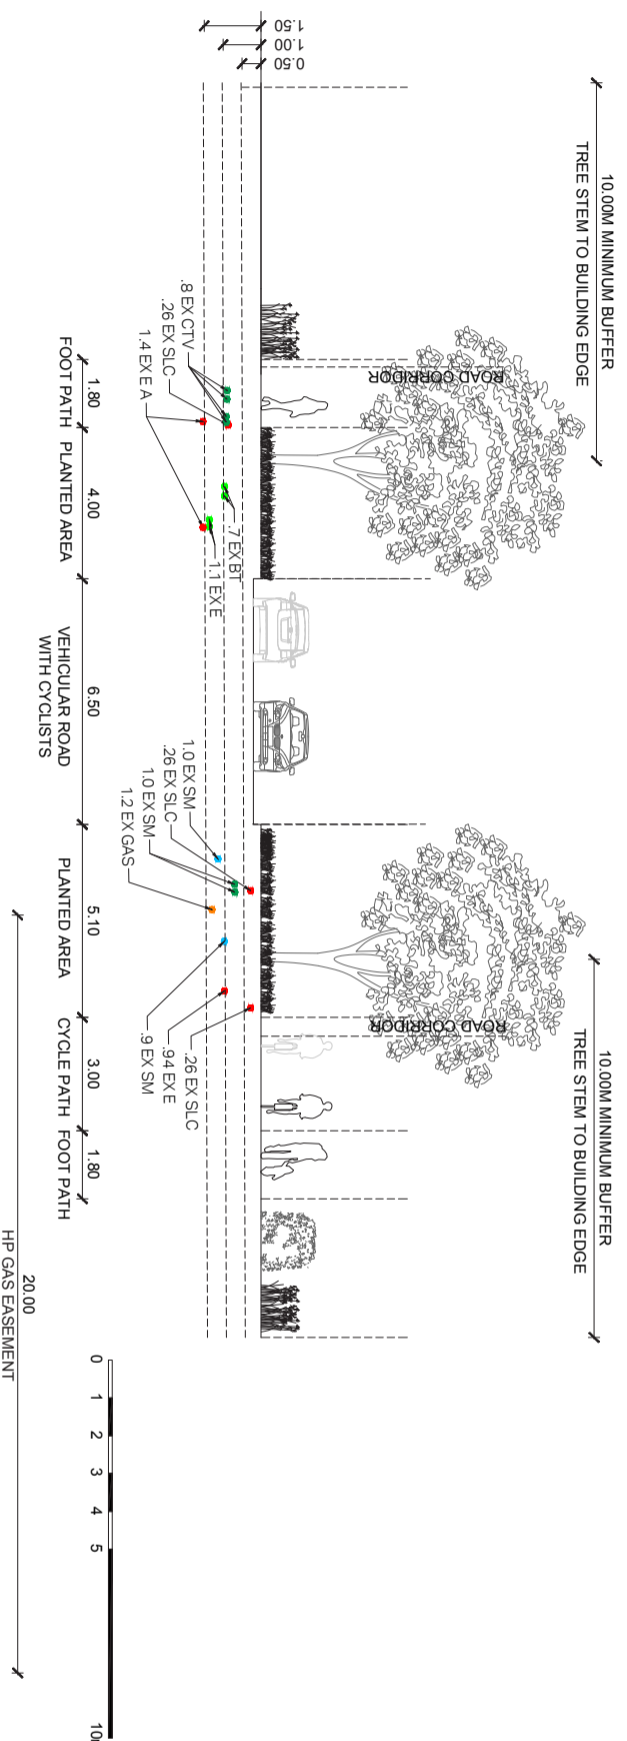 10.00M MINIMUM BUFFER
TREE STEM TO BUILDING EDGE
10.00M MINIMUM BUFFER
TREE STEM TO BUILDING EDGE
ROAD CORRIDOR
ROAD CORRIDOR
0.50
1.00
1.50
.8 EX CTV
.26 EX SLC
1.4 EX E A
.7 EX BT
1.1 EX E
1.0 EX SM
.26 EX SLC
1.0 EX SM
1.2 EX GAS
.26 EX SLC
.94 EX E
.9 EX SM
1.80
4.00
6.50
5.10
3.00
1.80
FOOT PATH
PLANTED AREA
VEHICULAR ROAD
WITH CYCLISTS
PLANTED AREA
CYCLE PATH
FOOT PATH
20.00
HP GAS EASEMENT
0
1
2
3
4
5